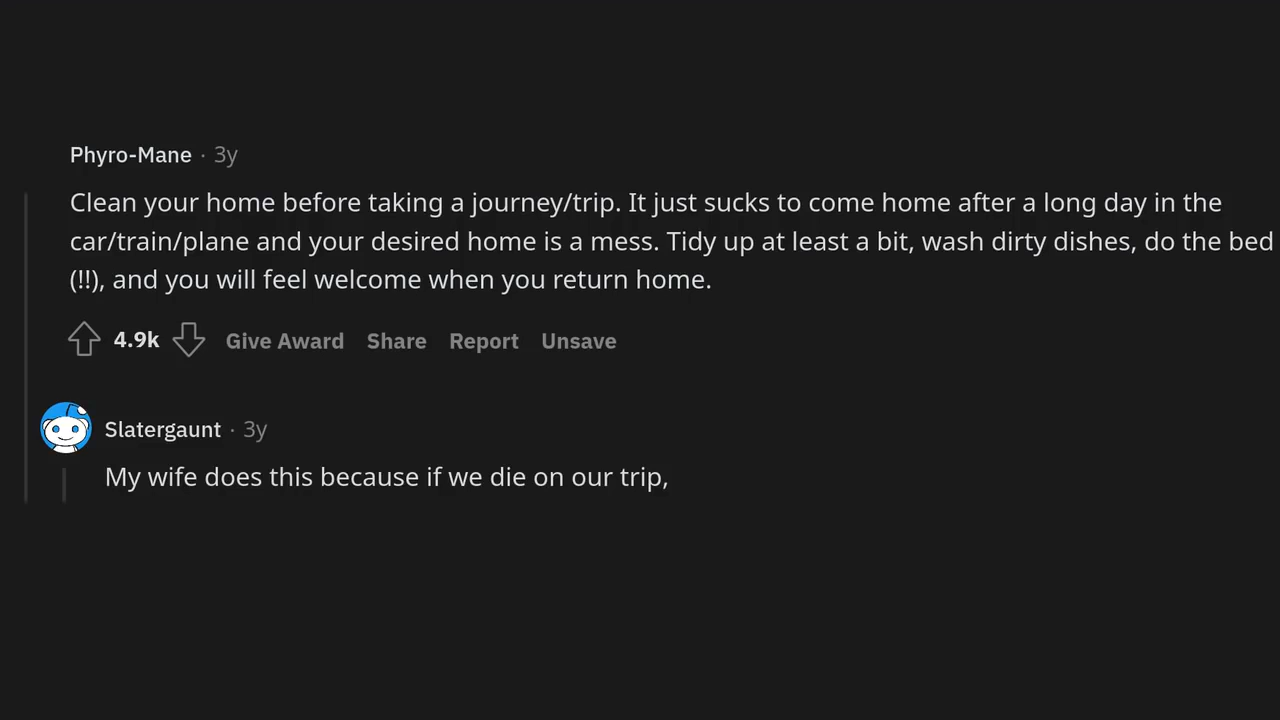 Phyro-Mane · 3y
Clean your home before taking a journey/trip. It just sucks to come home after a long day in the
car/train/plane and your desired home is a mess. Tidy up at least a bit, wash dirty dishes, do the bed
(!!), and you will feel welcome when you return home.
4.9k Give Award Share Report Unsave
Slatergaunt · 3y
My wife does this because if we die on our trip,